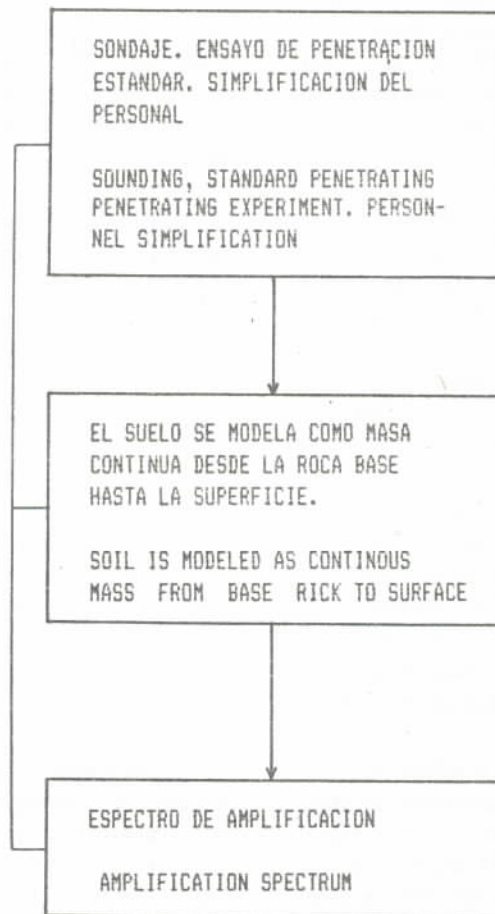 SONDAJE. ENSAYO DE PENETRACION
ESTANDAR. SIMPLIFICACION DEL
PERSONAL
SOUNDING, STANDARD PENETRATING
PENETRATING EXPERIMENT. PERSON-
NEL SIMPLIFICATION
EL SUELO SE MODELA COMO MASA
CONTINUA DESDE LA ROCA BASE
HASTA LA SUPERFICIE.
SOIL IS MODELED AS CONTINOUS
MASS FROM BASE RICK TO SURFACE
ESPECTRO DE AMPLIFICACION
AMPLIFICATION SPECTRUM